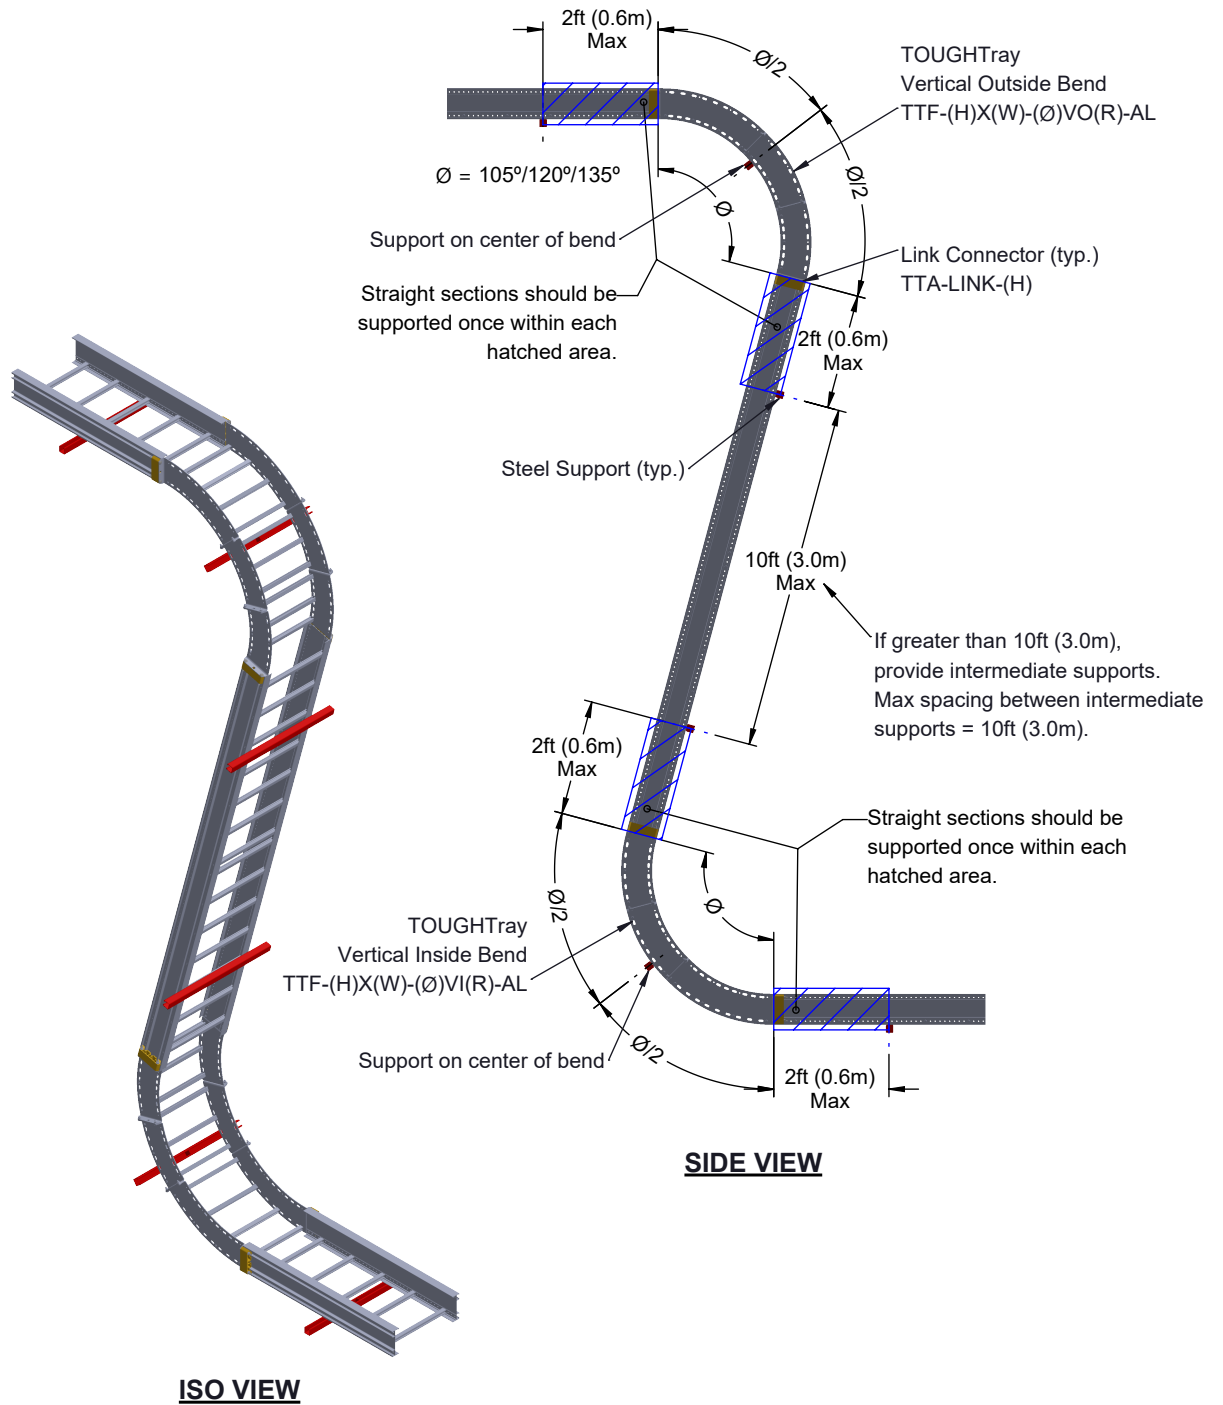 2ft (0.6m)
Max
Ø/2
TOUGHTray
Vertical Outside Bend
TTF-(H)X(W)-(Ø)VO(R)-AL
Ø = 105º/120º/135º
Ø/2
Ø
Support on center of bend
Link Connector (typ.)
TTA-LINK-(H)
Straight sections should be
supported once within each
hatched area.
2ft (0.6m)
Max
Steel Support (typ.)
10ft (3.0m)
Max
If greater than 10ft (3.0m),
provide intermediate supports.
Max spacing between intermediate
supports = 10ft (3.0m).
2ft (0.6m)
Max
Straight sections should be
supported once within each
hatched area.
Ø/2
Ø
TOUGHTray
Vertical Inside Bend
TTF-(H)X(W)-(Ø)VI(R)-AL
Support on center of bend
Ø/2
2ft (0.6m)
Max
SIDE VIEW
ISO VIEW